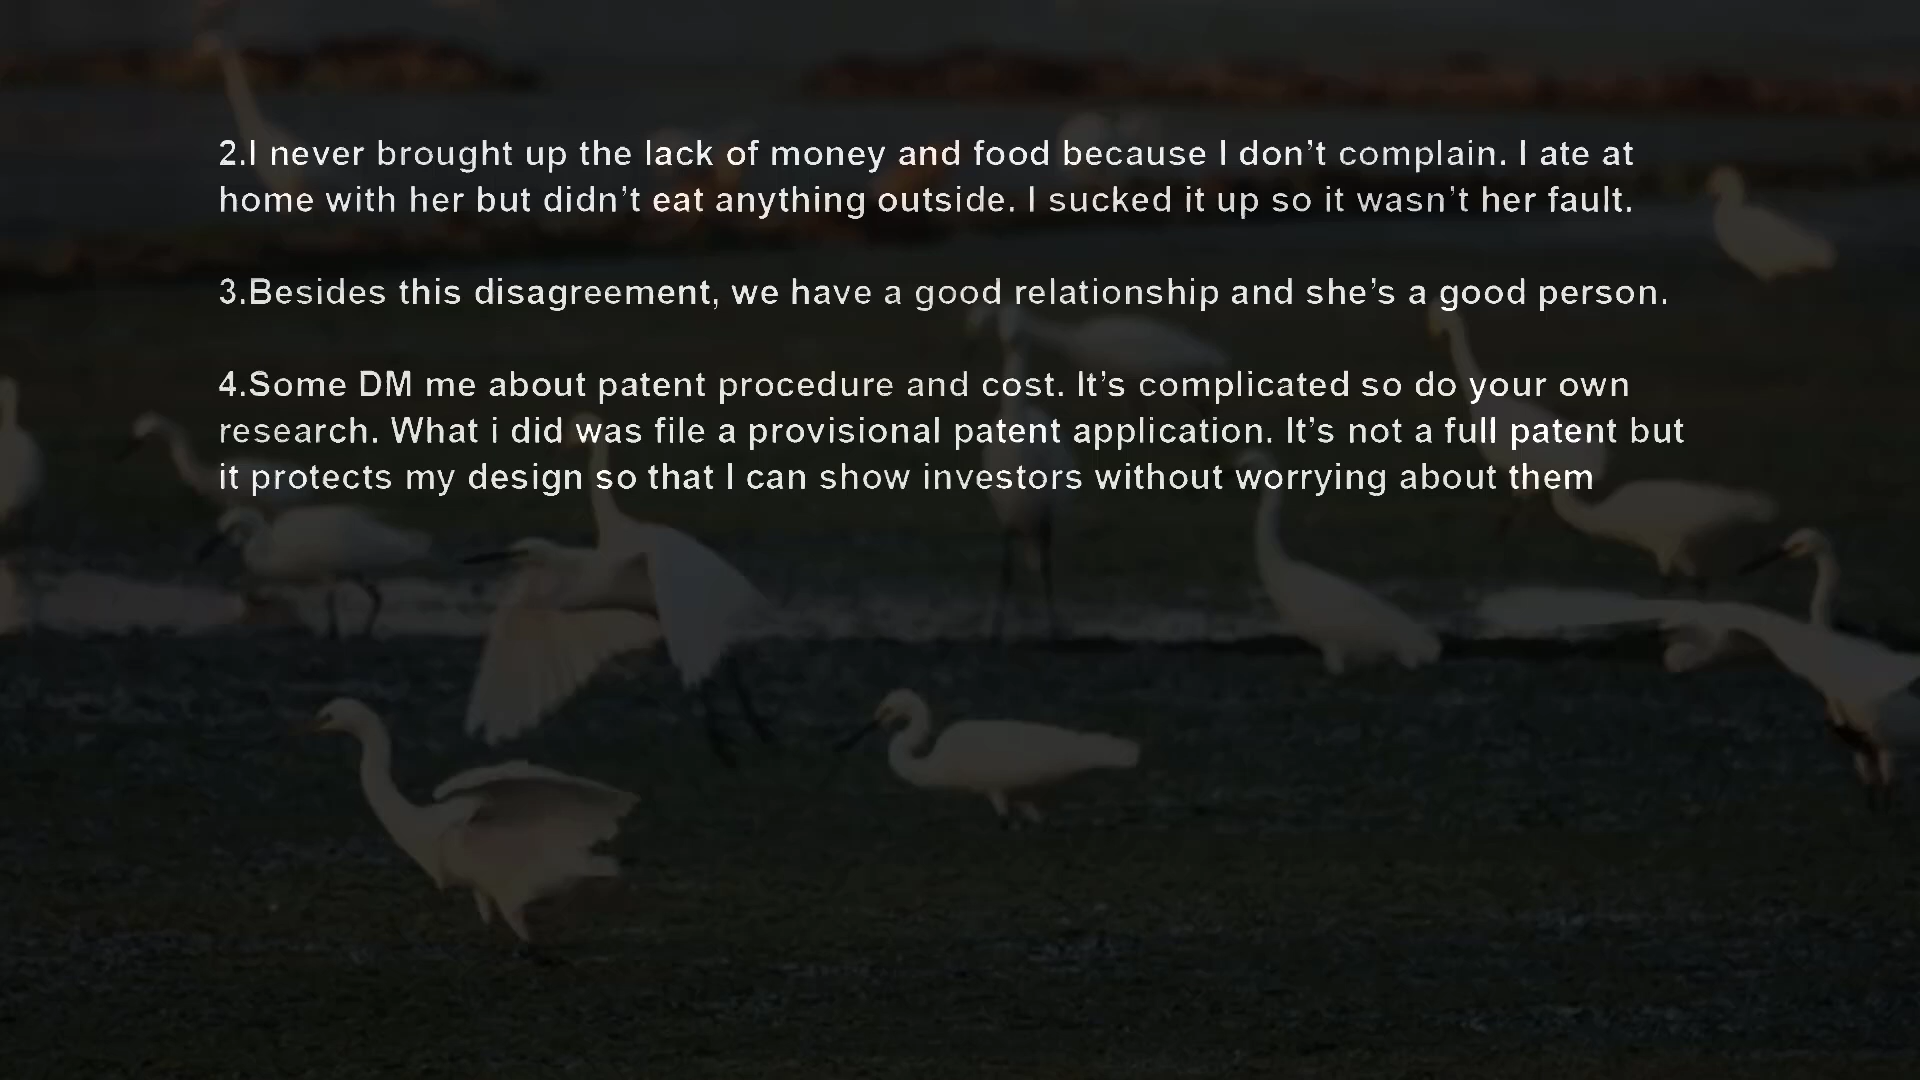 2.I never brought up the lack of money and food because I don’t complain. I ate at
home with her but didn’t eat anything outside. I sucked it up so it wasn’t her fault.
3.Besides this disagreement, we have a good relationship and she’s a good person.
4.Some DM me about patent procedure and cost. It’s complicated so do your own
research. What i did was file a provisional patent application. It’s not a full patent but
it protects my design so that I can show investors without worrying about them